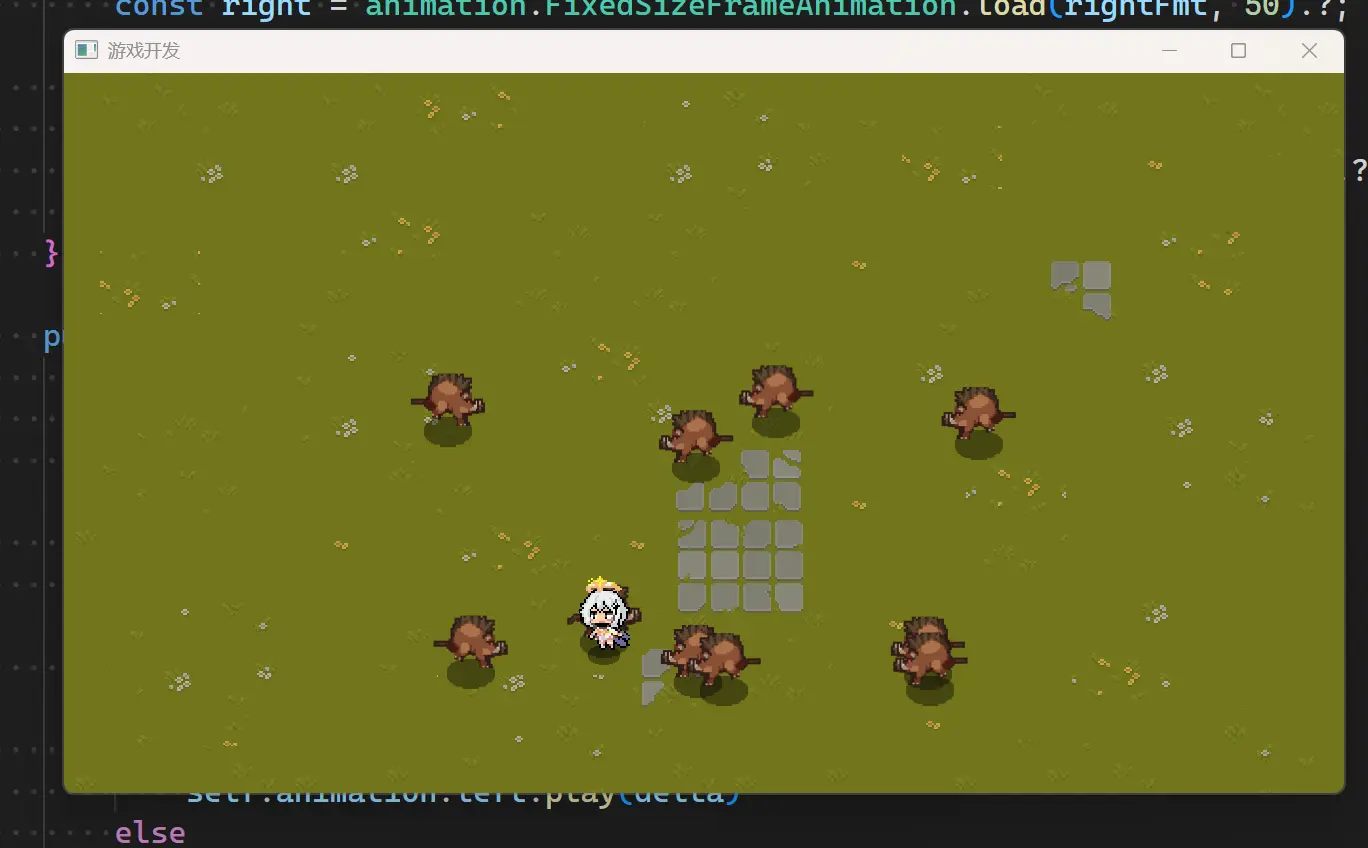 const right = animation.FixedSizeFrameAnimation.load(rightFmt, 50).?;
游戏开发
?
}
self.animation.left.play(delta)
else